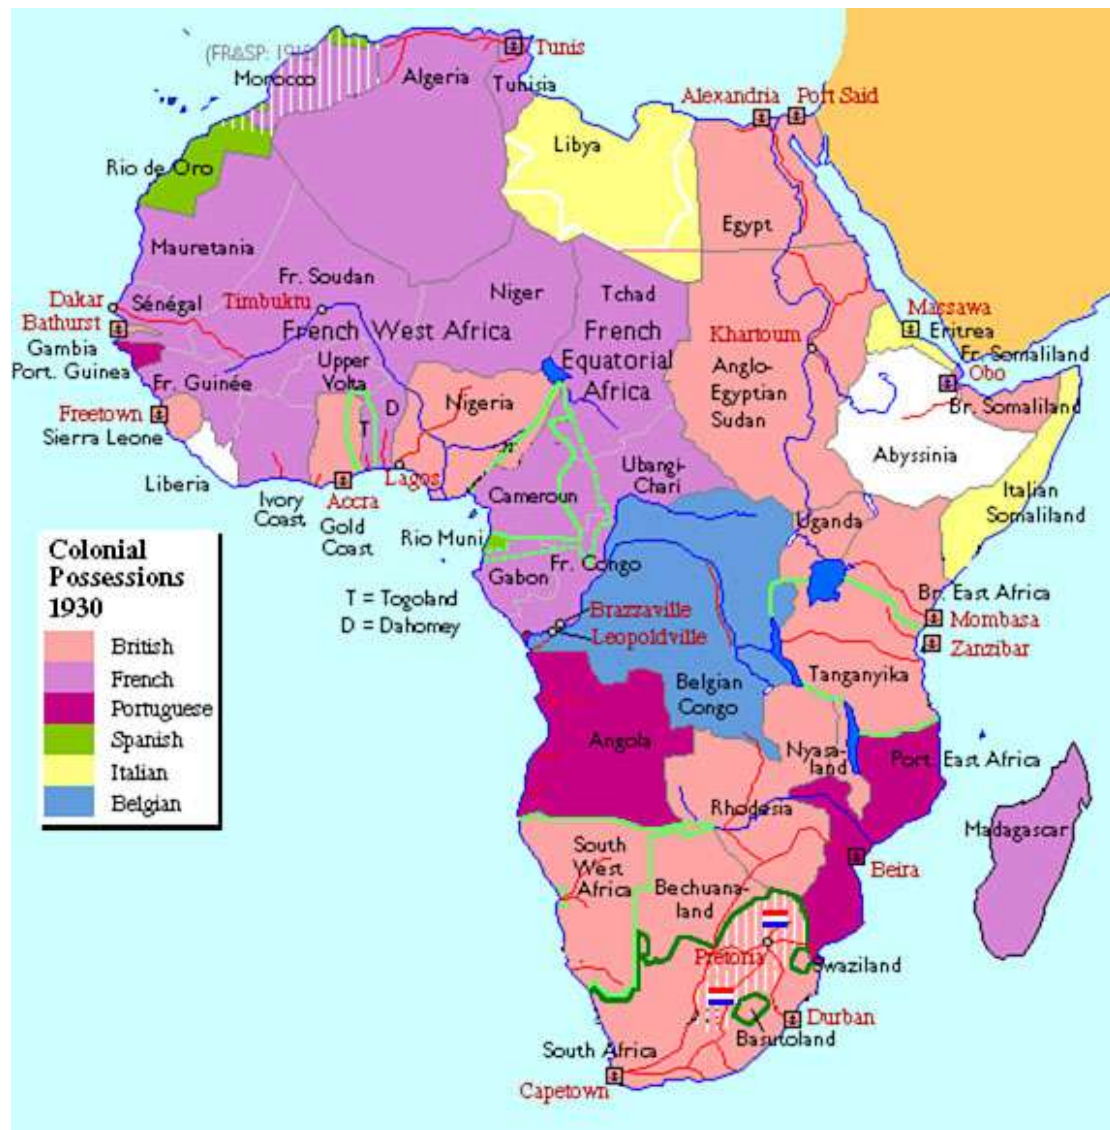 (FR&SP: 1912)
Morocco
Algeria
Tunis
Tunisia
Alexandria
Port Said
Libya
Rio de Oro
Egypt
Mauretania
Fr. Soudan
Niger
Tchad
Dakar
Sénégal
Timbuktu
Massawa
Bathurst
French West Africa
French
Equatorial
Africa
Khartoum
Eritrea
Gambia
Port. Guinea
Fr. Guinée
Upper
Volta
Anglo-
Egyptian
Sudan
Fr. Somaliland
Obo
Br. Somaliland
D
Nigeria
Freetown
Sierra Leone
T
Abyssinia
Liberia
Lagos
Ubangi-
Chari
Ivory
Coast
Accra
Gold
Coast
Cameroun
Italian
Somaliland
Uganda
Rio Muni
Fr. Congo
Gabon
Colonial
Possessions
1930
British
French
Portuguese
Spanish
Italian
Belgian
T = Togoland
D = Dahomey
Brazzaville
Leopoldville
Br. East Africa
Mombasa
Zanzibar
Tanganyika
Belgian
Congo
Angola
Nyasa-
land
Port. East Africa
Rhodesia
Madagascar
South
West
Africa
Bechuana-
land
Beira
Pretoria
Swaziland
Durban
Basutoland
South Africa
Capetown